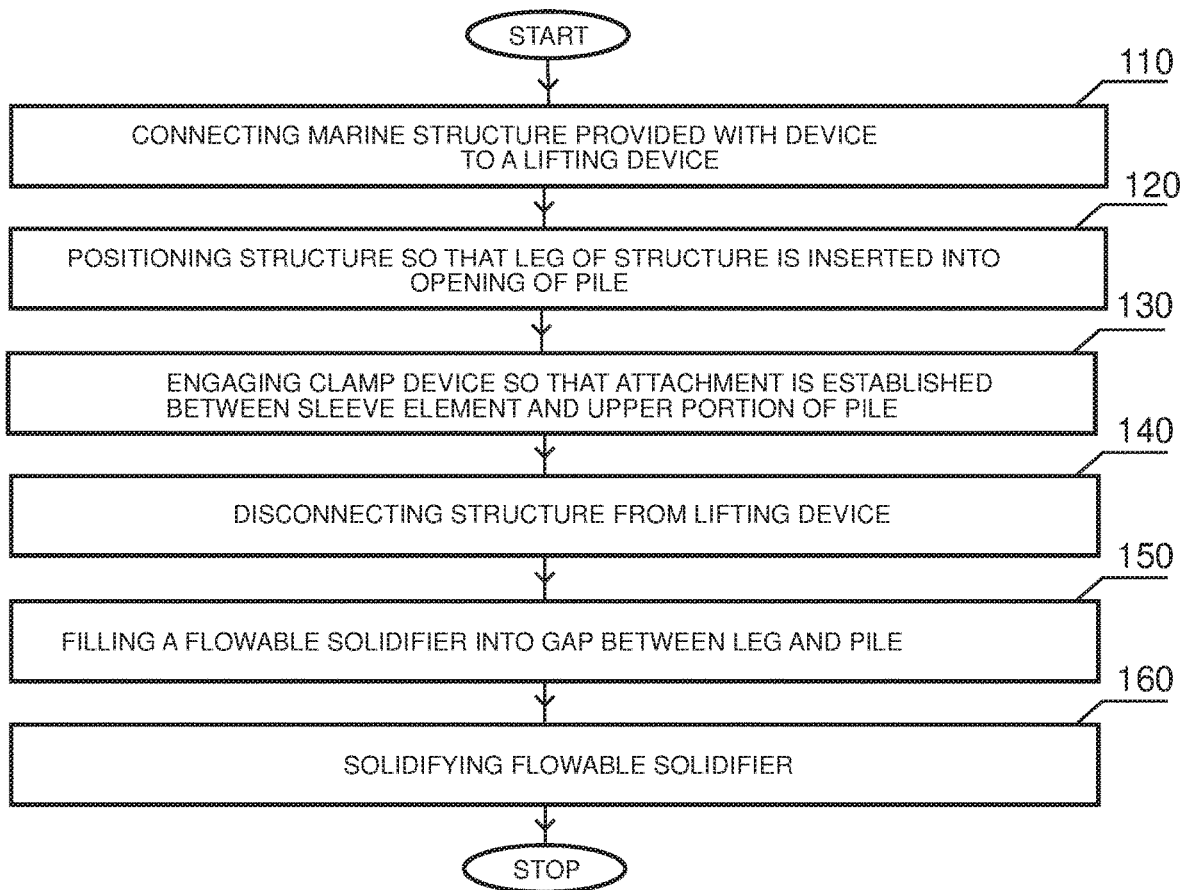 START
110
CONNECTING MARINE STRUCTURE PROVIDED WITH DEVICE
TO A LIFTING DEVICE
120
POSITIONING STRUCTURE SO THAT LEG OF STRUCTURE IS INSERTED INTO
OPENING OF PILE
130
ENGAGING CLAMP DEVICE SO THAT ATTACHMENT IS ESTABLISHED
BETWEEN SLEEVE ELEMENT AND UPPER PORTION OF PILE
140
DISCONNECTING STRUCTURE FROM LIFTING DEVICE
150
FILLING A FLOWABLE SOLIDIFIER INTO GAP BETWEEN LEG AND PILE
160
SOLIDIFYING FLOWABLE SOLIDIFIER
STOP